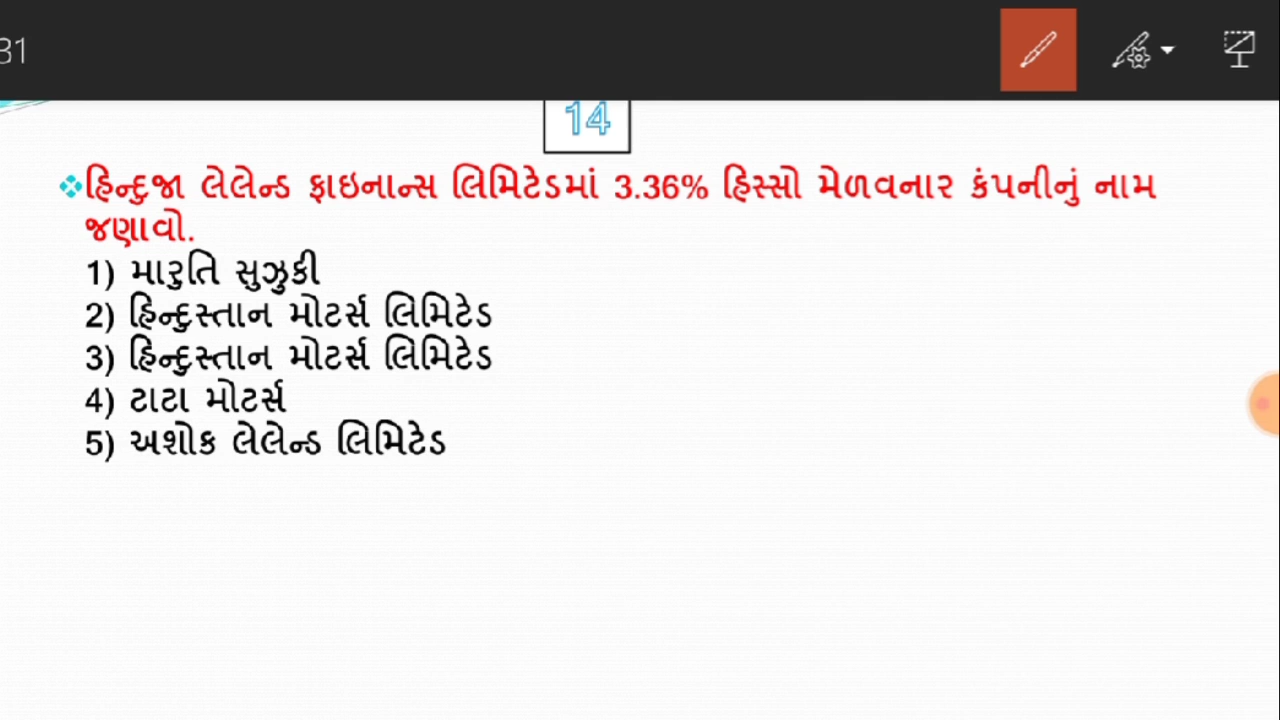 31
14
❖હિન્દુજા લેલેન્ડ ફાઇનાન્સ લિમિટેડમાં 3.36% હિસ્સો મેળવનાર કંપનીનું નામ
જણાવો.
1) મારુતિ સુઝુકી
2) હિન્દુસ્તાન મોટર્સ લિમિટેડ
3) હિન્દુસ્તાન મોટર્સ લિમિટેડ
4) ટાટા મોટર્સ
5) અશોક લેલેન્ડ લિમિટેડ